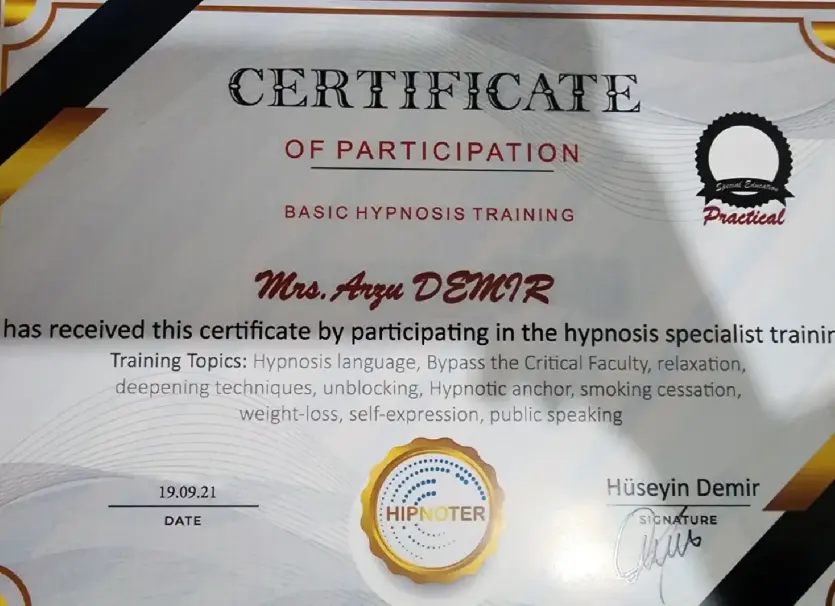 CERTIFICATE
OF PARTICIPATION
BASIC HYPNOSIS TRAINING
Special Education
Practical
Mrs. Arzu DEMIR
has received this certificate by participating in the hypnosis specialist trainin
Training Topics: Hypnosis language, Bypass the Critical Faculty, relaxation,
deepening techniques, unblocking, Hypnotic anchor, smoking cessation,
weight-loss, self-expression, public speaking
19.09.21
DATE
HIPNOTER
Hüseyin Demir
SIGNATURE